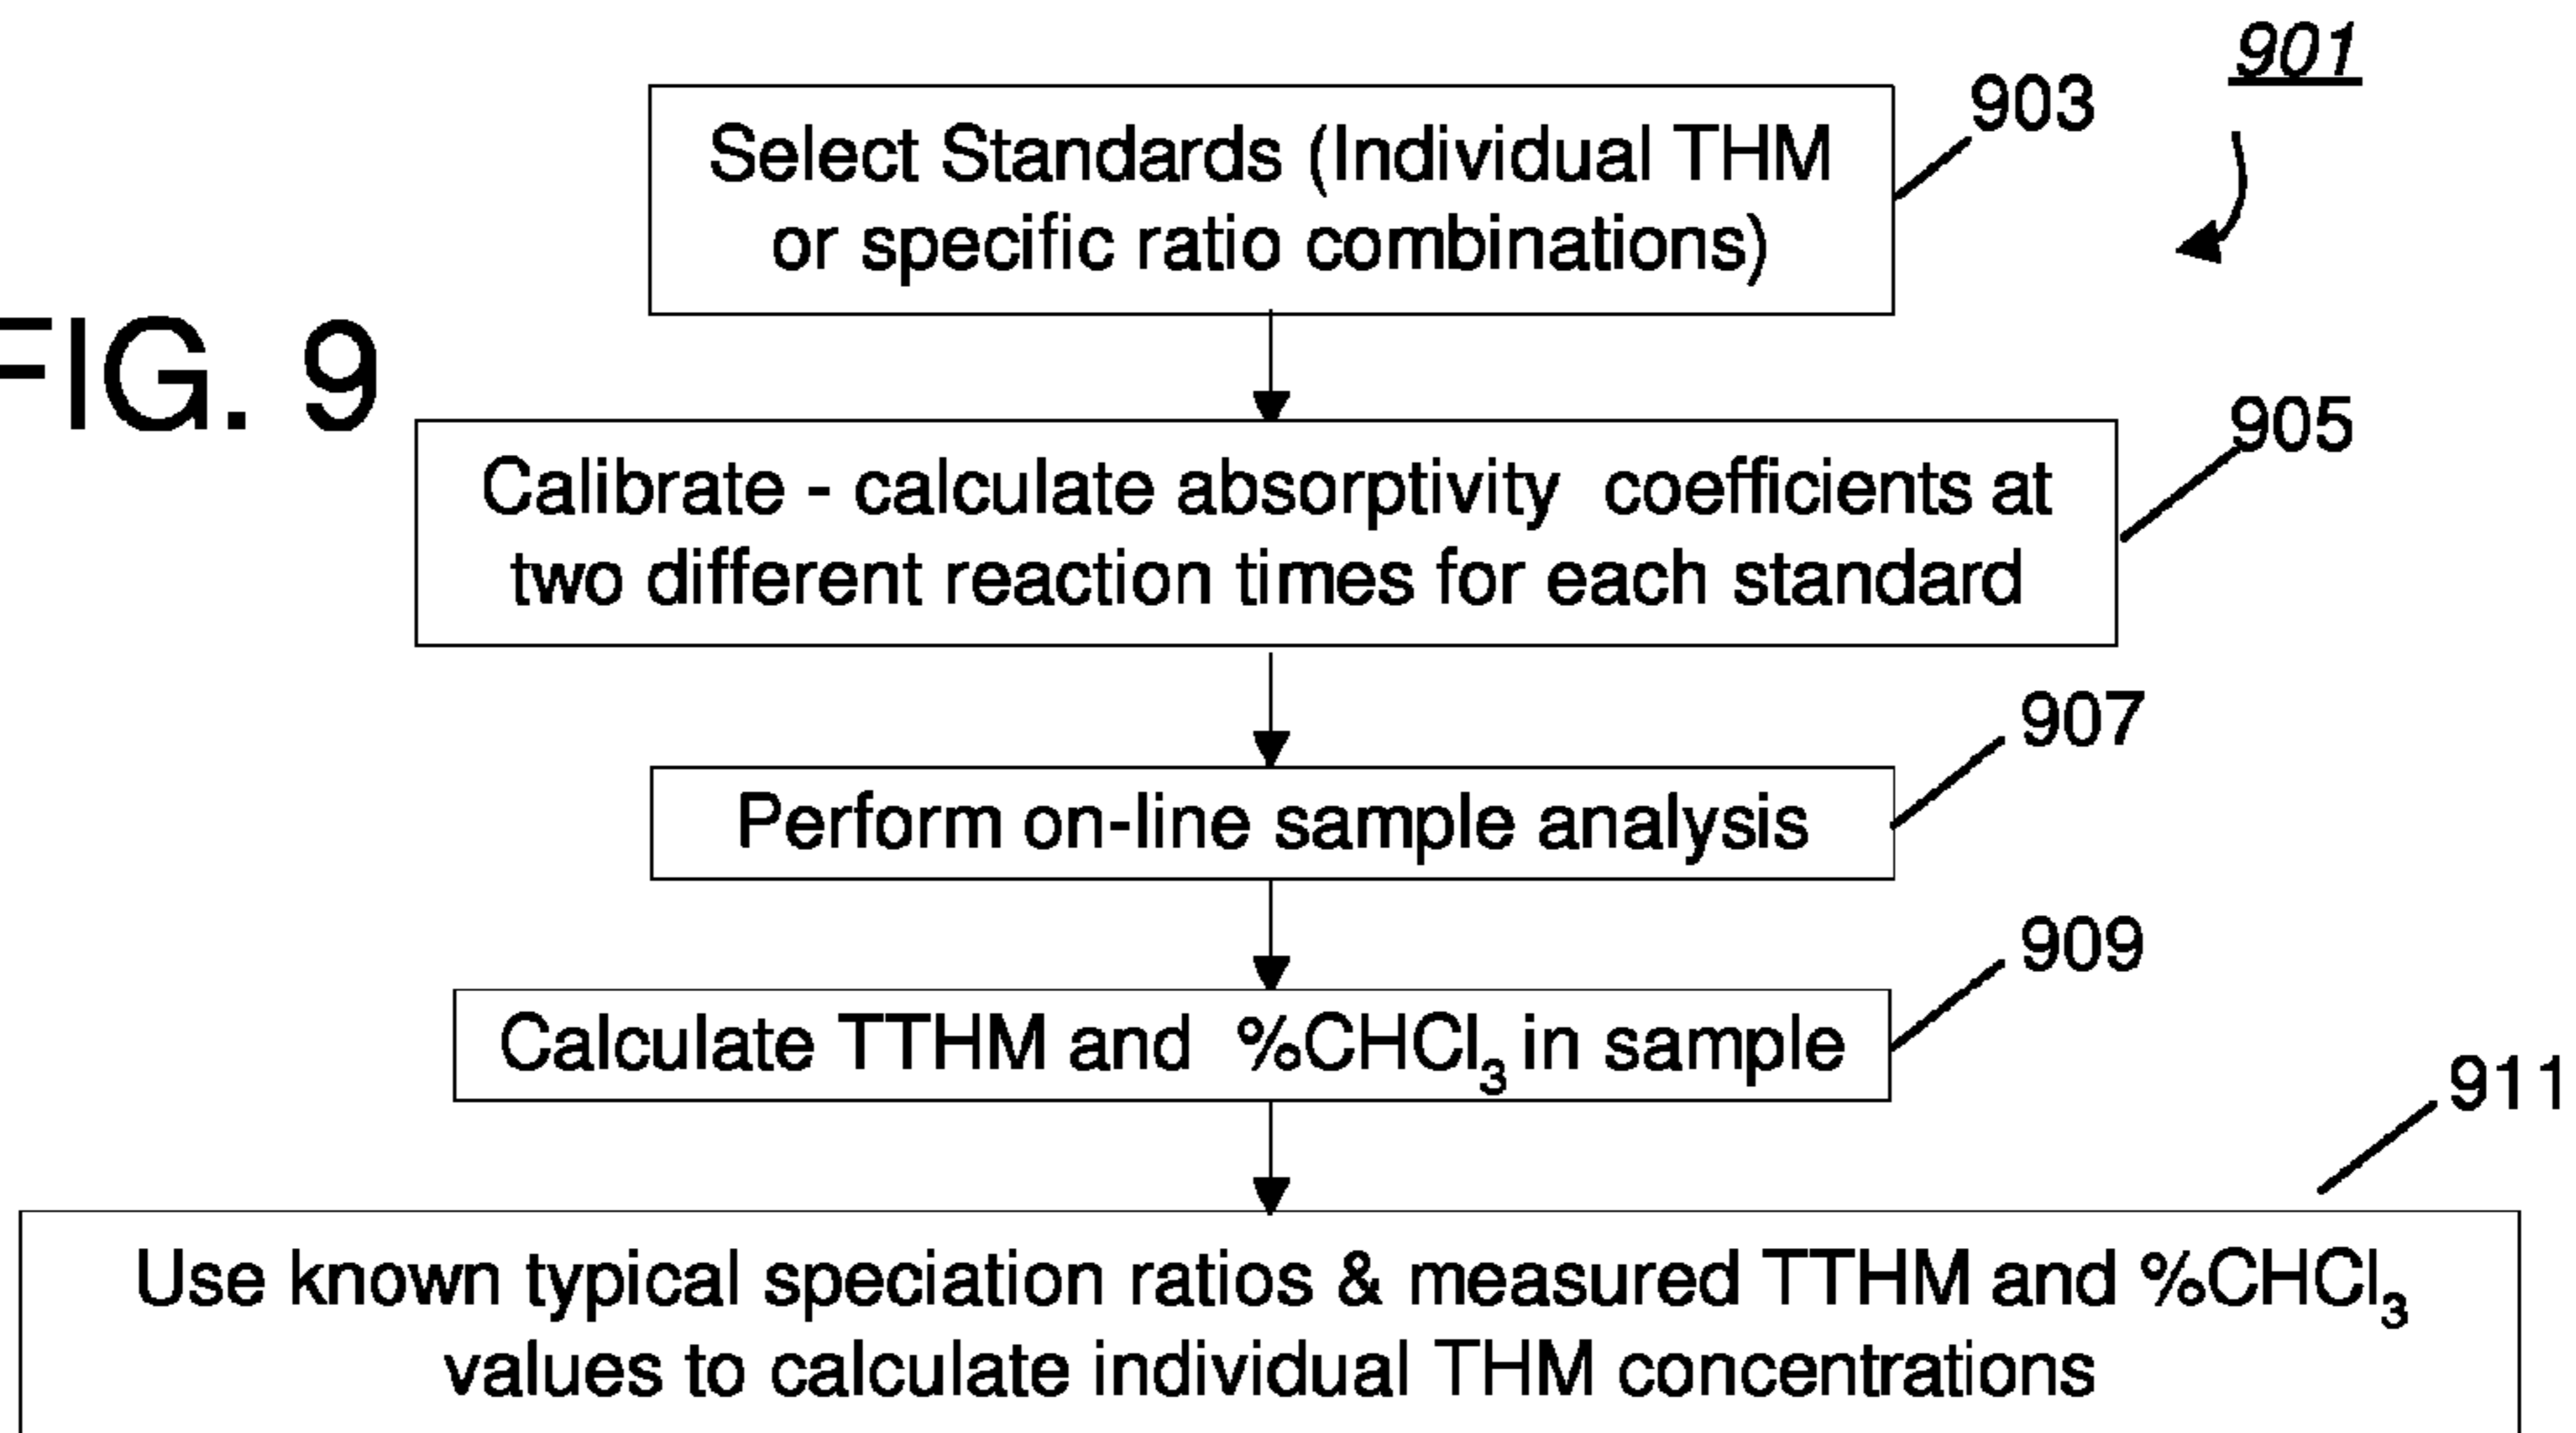 901
903
Select Standards (Individual THM
or specific ratio combinations)
FIG. 9
905
Calibrate - calculate absorptivity coefficients at
two different reaction times for each standard
907
Perform on-line sample analysis
909
Calculate TTHM and %CHCl₃ in sample
911
Use known typical speciation ratios & measured TTHM and %CHCl₃
values to calculate individual THM concentrations